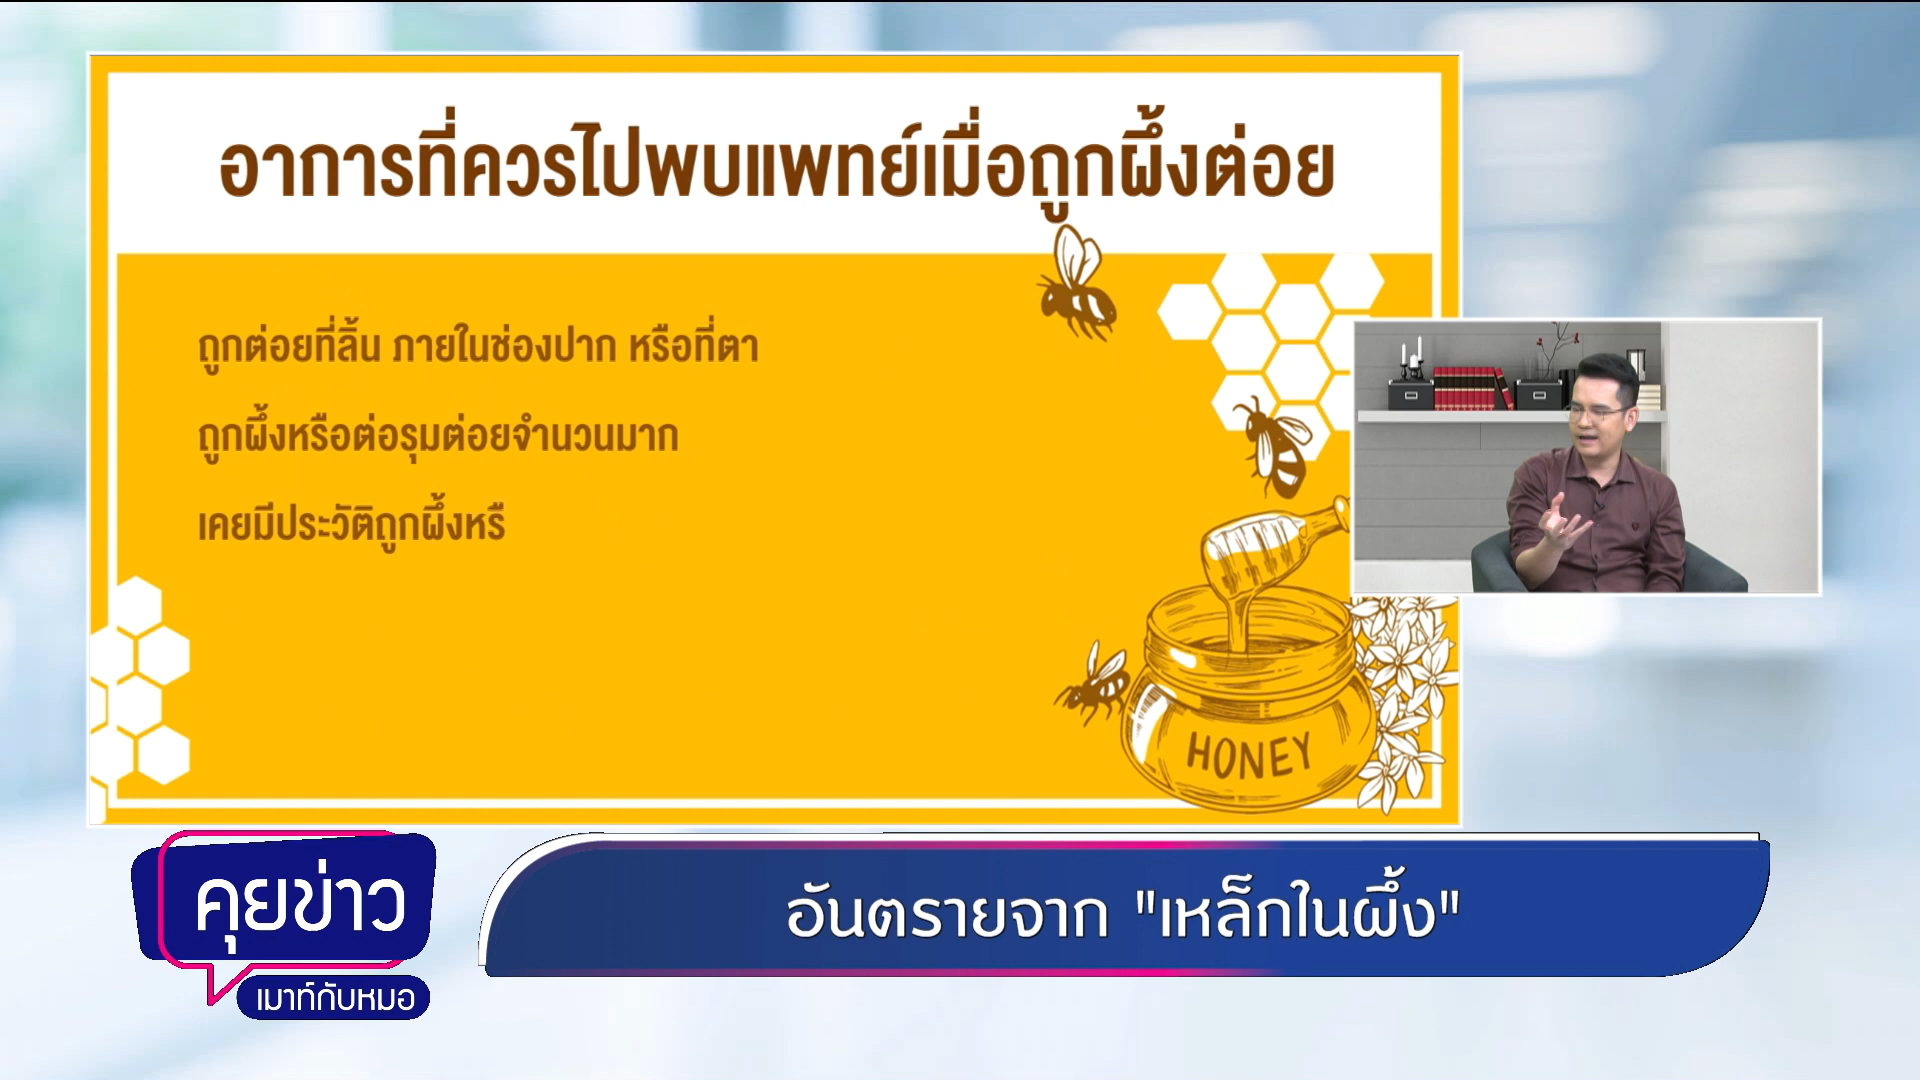 อาการที่ควรไปพบแพทย์เมื่อถูกผึ้งต่อย
ถูกต่อยที่ลิ้น ภายในช่องปาก หรือที่ตา
ถูกผึ้งหรือต่อรุมต่อยจำนวนมาก
เคยมีประวัติถูกผึ้งหรื
HONEY
คุยข่าว
เมาท์กับหมอ
อันตรายจาก "เหล็กในผึ้ง"